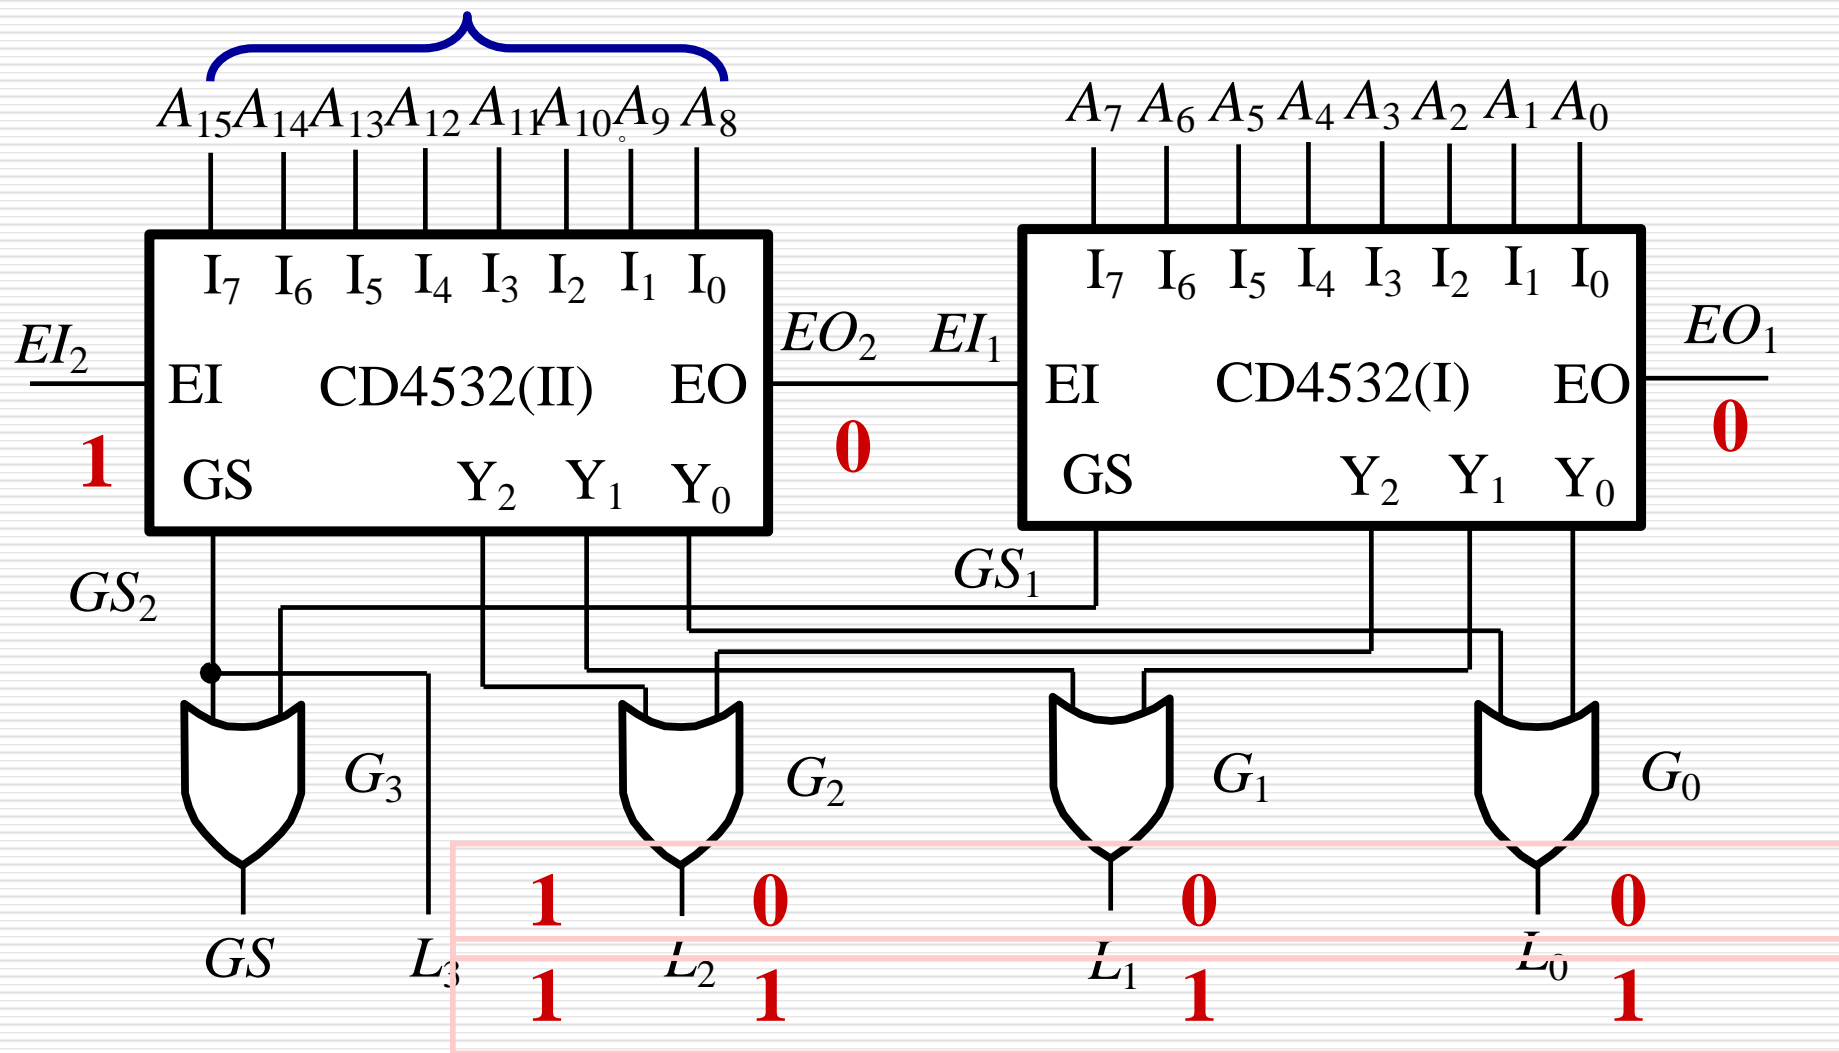 A15 A14 A13 A12 A11 A10 A9 A8 A7 A6 A5 A4 A3 A2 A1 A0
I7 I6 I5 I4 I3 I2 I1 I0 I7 I6 I5 I4 I3 I2 I1 I0
EI2 EO2 EI1 EO1
EI CD4532(II) EO EI CD4532(I) EO
1 0 0
GS Y2 Y1 Y0 GS Y2 Y1 Y0
GS2 GS1
G3 G2 G1 G0
1 0 0 0
GS L3 L2 L1 L0
1 1 1 1